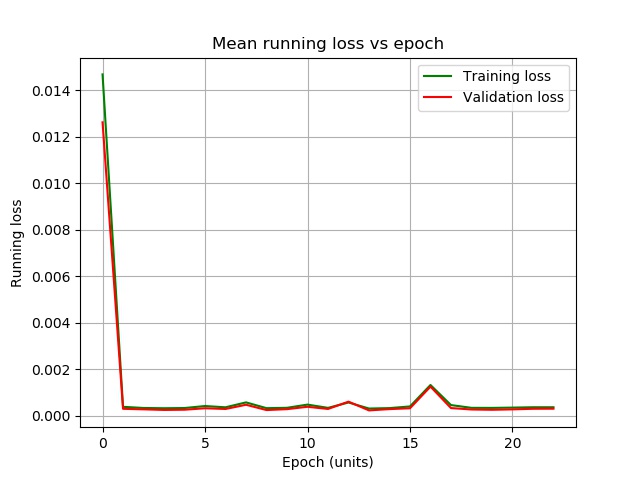 Mean running loss vs epoch
Training loss
Validation loss
0.014
0.012
0.010
0.008
0.006
0.004
0.002
0.000
Running loss
0
5
10
15
20
Epoch (units)